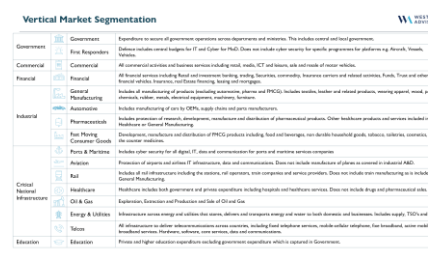 Vertical Market Segmentation
WEST
ADVIS
Government
Government
Expenditure to secure all government operations across departments and ministries. This includes central and local government.
First Responders
Defence includes central budgets for IT and Cyber for MoD. Does not include cyber security for specific programmes for platforms e.g. Aircraft, Vessels,
Vehicles.
Commercial
Commercial
All commercial activities and business services including retail, media, ICT and leisure, sale and resale of motor vehicles.
Financial
Financial
All financial services including Retail and investment banking, trading, Securities, commodity, Insurance carriers and related activities, Funds, Trust and other
financial vehicles. Insurance, real Estate financing, leasing and mortgages.
Industrial
General
Manufacturing
Includes all manufacturing of products (excluding automotive, pharma and FMCG). Includes textiles, leather and related products, wearing apparel, wood,
chemicals, rubber, metals, electrical equipment, machinery, furniture.
Automotive
Includes manufacturing of cars by OEMs, supply chain and parts manufacturers.
Pharmaceuticals
Includes protection of research, development, manufacture and distribution of pharmaceutical products. Other healthcare products and services included in
Healthcare or General Manufacturing.
Fast Moving
Consumer Goods
Development, manufacture and distribution of FMCG products including, food and beverages, non durable household goods, tobacco, toiletries, cosmetics,
the counter medicines.
Critical
National
Infrastructure
Ports & Maritime
Includes cyber security for all digital, IT, data and communication for ports and maritime services companies
Aviation
Protection of airports and airline IT infrastructure, data and communications. Does not include manufacture of planes as covered in industrial A&D.
Rail
Includes all rail infrastructure including the stations, rail operators, train companies and service providers. Does not include train manufacturing as is include
General Manufacturing.
Healthcare
Healthcare includes both government and private expenditure including hospitals and healthcare services. Does not include drugs and pharmaceutical sales.
Oil & Gas
Exploration, Extraction and Production and Sale of Oil and Gas
Energy & Utilities
Infrastructure across energy and utilities that stores, delivers and transports energy and water to both domestic and businesses. Includes supply, TSO's and
Telcos
All infrastructure to deliver telecommunications across countries, including fixed telephone services, mobile-cellular telephone, fixed broadband, active mobile
broadband services. Hardware, software, core services, data and communications.
Education
Education
Private and higher education expenditure excluding government expenditure which is captured in Government.